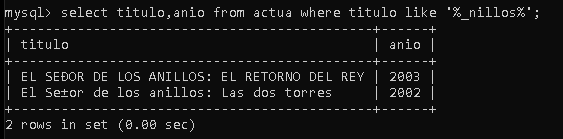 mysql> select titulo,anio from actua where titulo like '%_nillos%';
+------------------------------------------+------+
| titulo | anio |
+------------------------------------------+------+
| EL SEÐOR DE LOS ANILLOS: EL RETORNO DEL REY | 2003 |
| El Se±or de los anillos: Las dos torres | 2002 |
+------------------------------------------+------+
2 rows in set (0.00 sec)